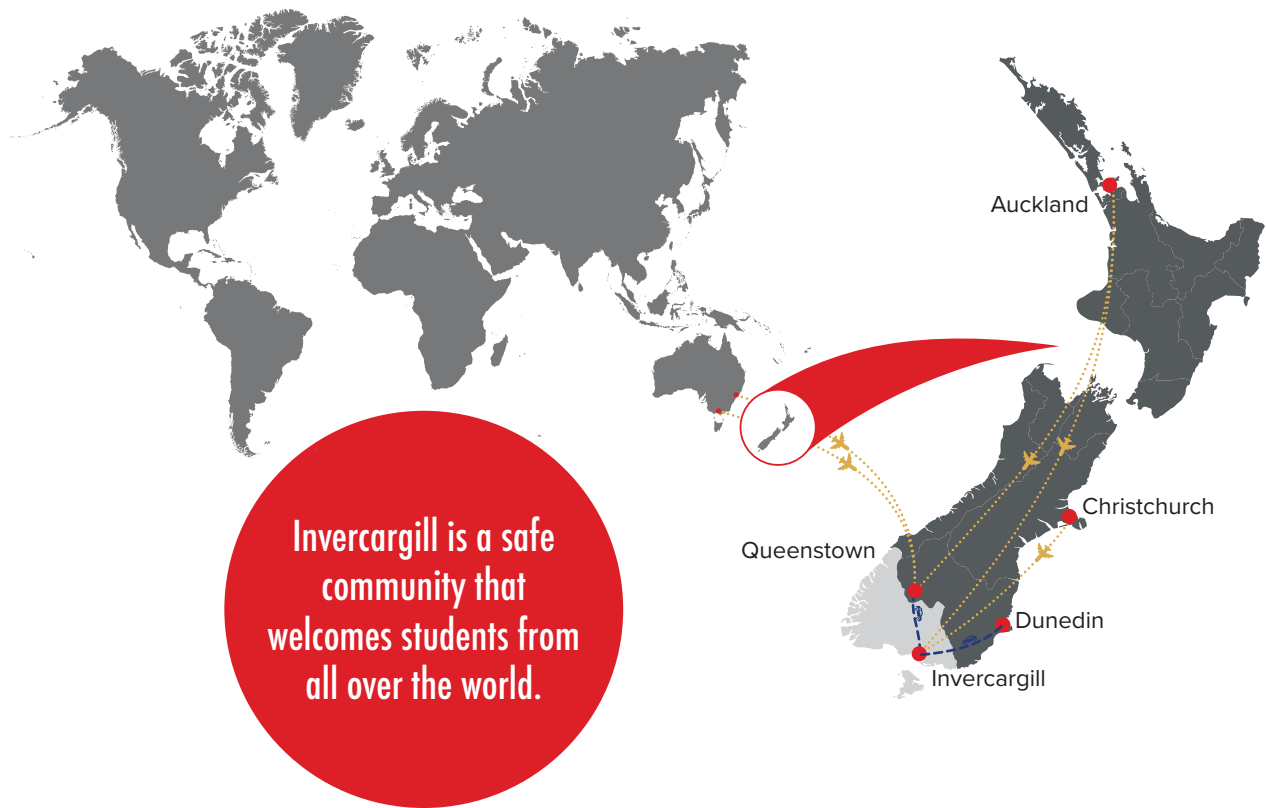 Auckland
Christchurch
Queenstown
Dunedin
Invercargill
Invercargill is a safe
community that
welcomes students from
all over the world.